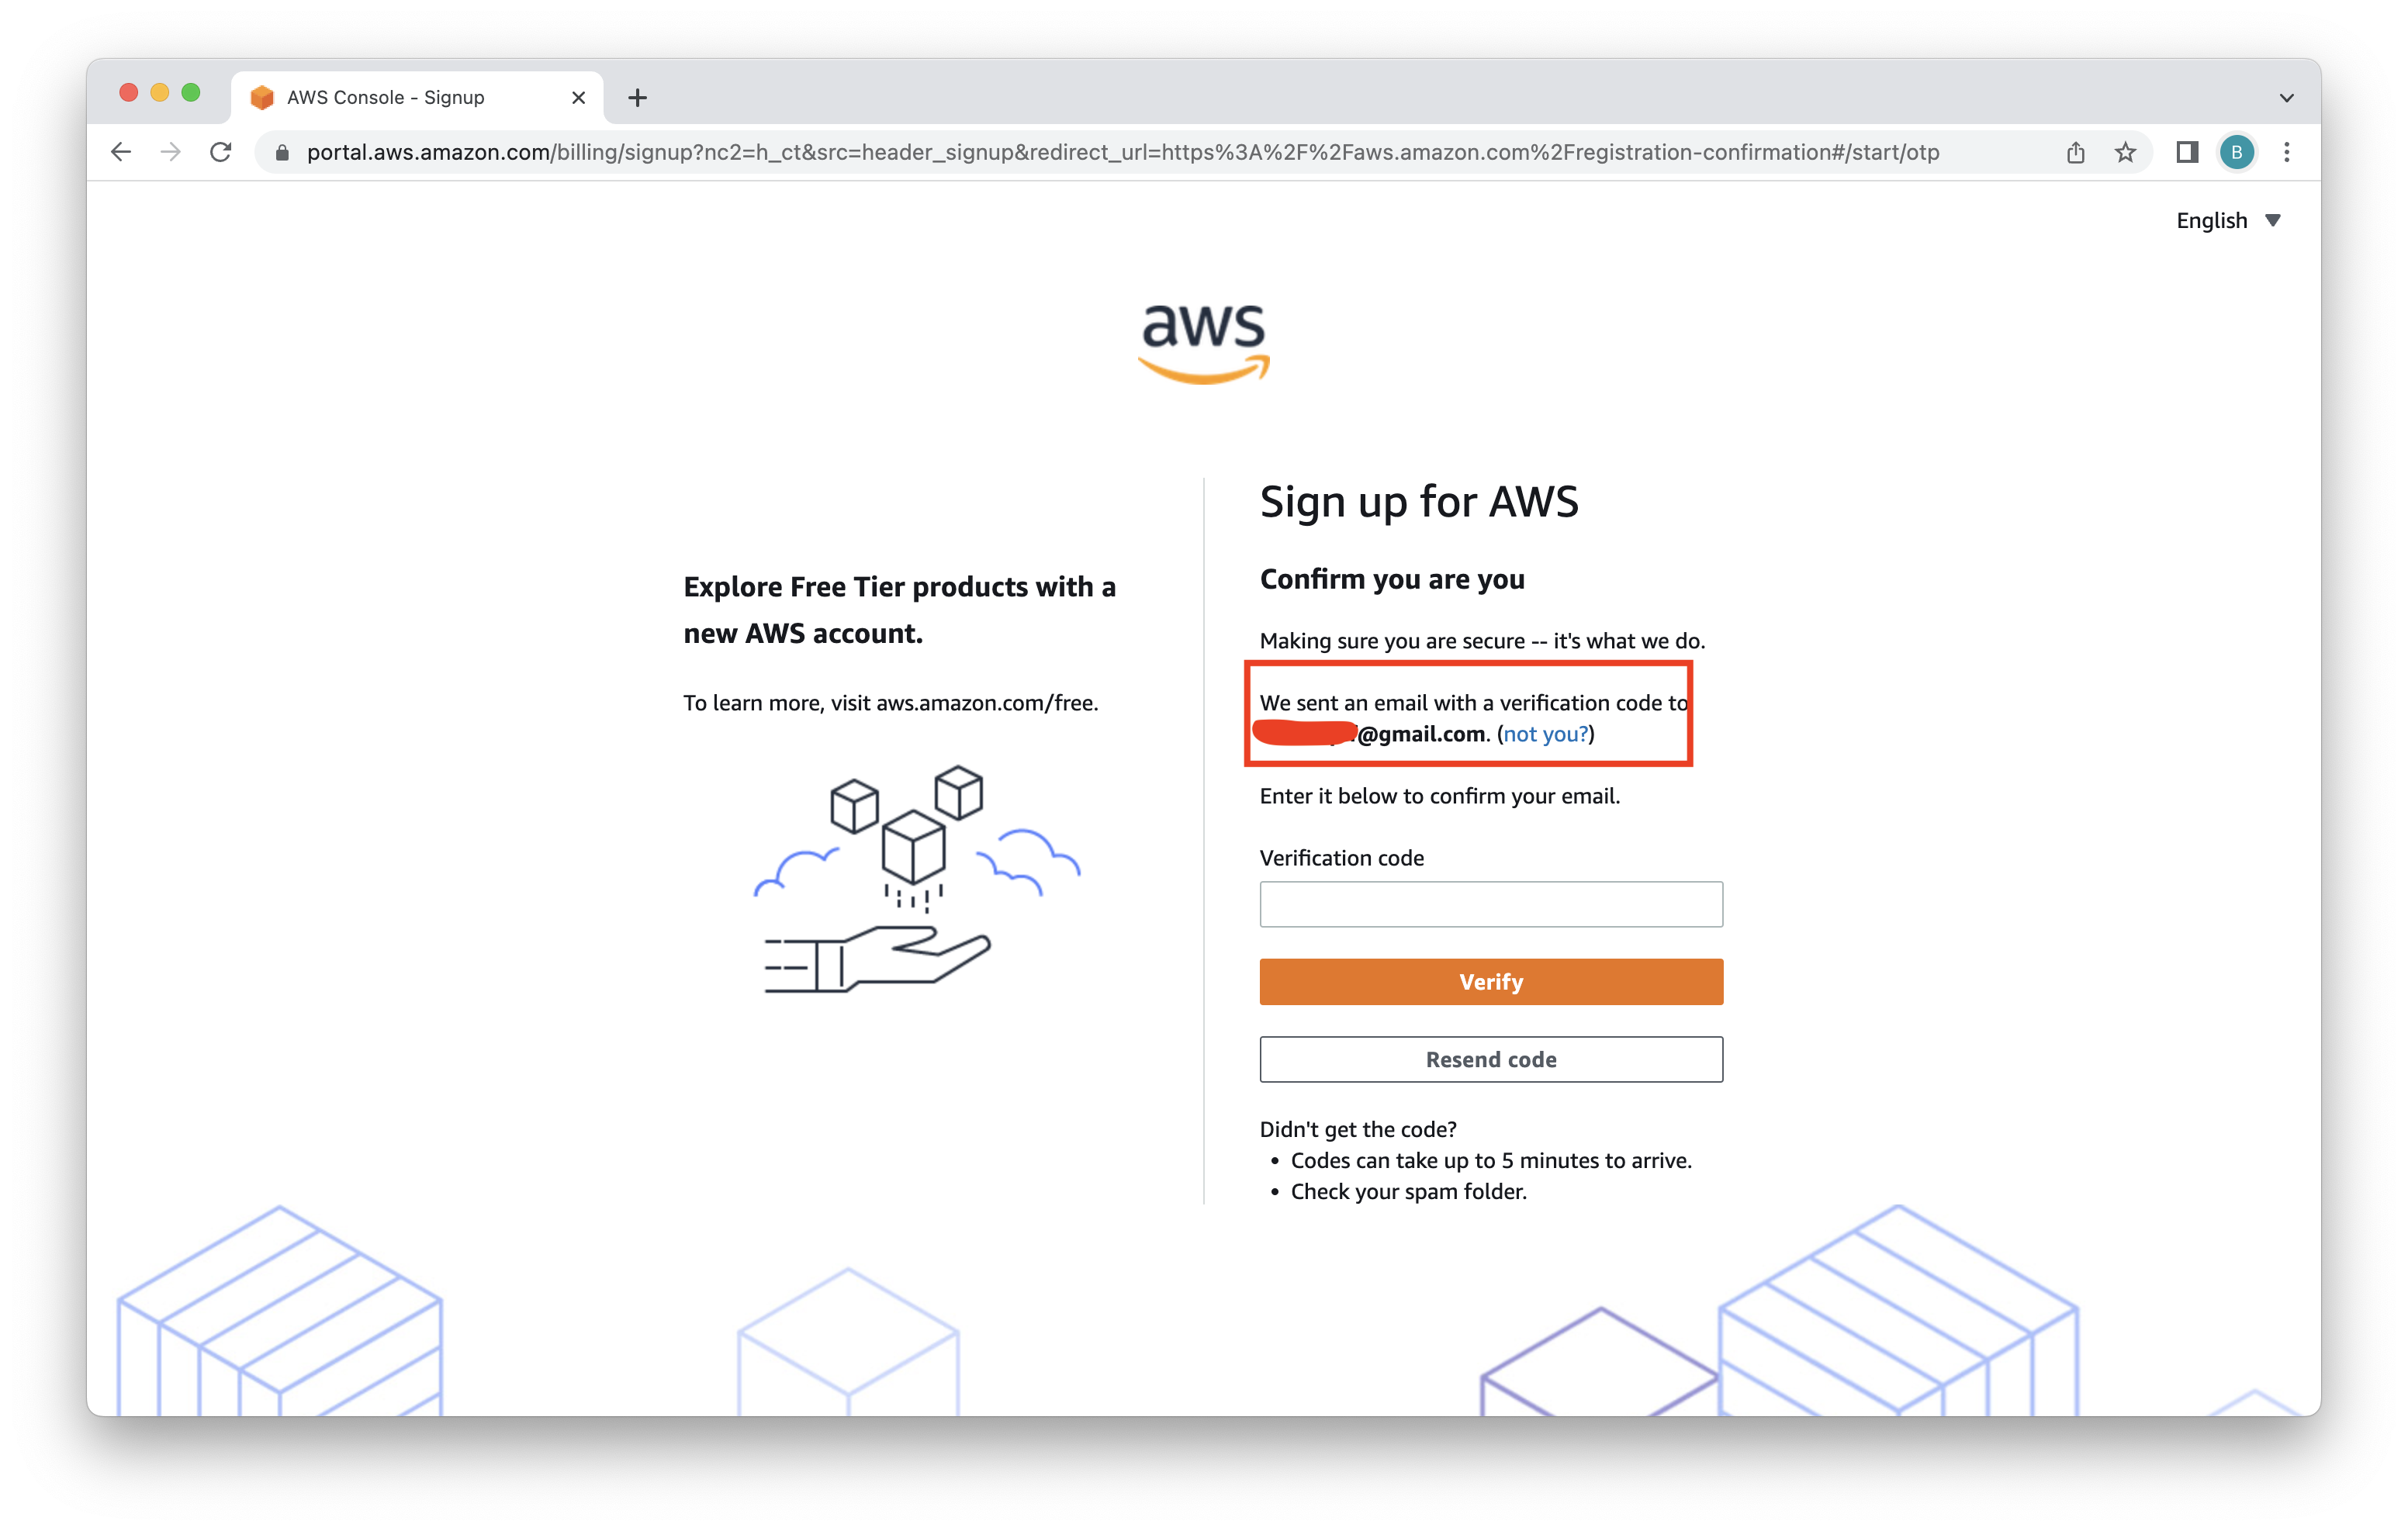 AWS Console - Signup
portal.aws.amazon.com/billing/signup?nc2=h_ct&src=header_signup&redirect_url=https%3A%2F%2Faws.amazon.com%2Fregistration-confirmation#/start/otp
B
English
aws
Explore Free Tier products with a
new AWS account.
To learn more, visit aws.amazon.com/free.
Sign up for AWS
Confirm you are you
Making sure you are secure -- it's what we do.
We sent an email with a verification code to
@gmail.com. (not you?)
Enter it below to confirm your email.
Verification code
Verify
Resend code
Didn't get the code?
• Codes can take up to 5 minutes to arrive.
• Check your spam folder.